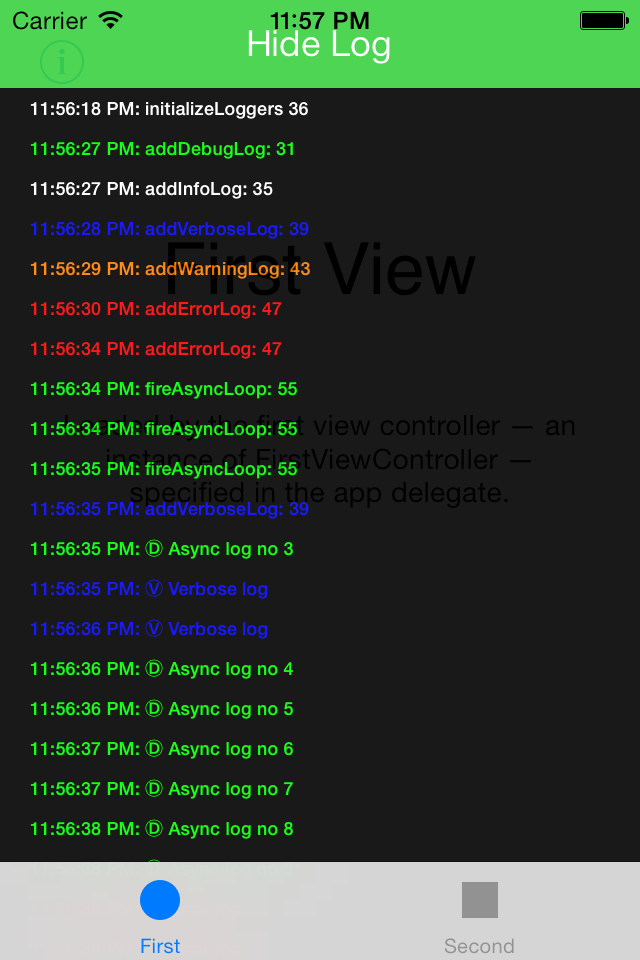 Carrier 11:57 PM
Hide Log
i
11:56:18 PM: initializeLoggers 36
11:56:27 PM: addDebugLog: 31
11:56:27 PM: addInfoLog: 35
11:56:28 PM: addVerboseLog: 39
First View
11:56:29 PM: addWarningLog: 43
11:56:30 PM: addErrorLog: 47
11:56:34 PM: addErrorLog: 47
11:56:34 PM: fireAsyncLoop: 55
11:56:34 PM: fireAsyncLoop: 55
Loaded by the first view controller — an
11:56:35 PM: fireAsyncLoop: 55
instance of FirstViewController —
specified in the app delegate.
11:56:35 PM: addVerboseLog: 39
11:56:35 PM: Ⓓ Async log no 3
11:56:35 PM: Ⓥ Verbose log
11:56:36 PM: Ⓥ Verbose log
11:56:36 PM: Ⓓ Async log no 4
11:56:36 PM: Ⓓ Async log no 5
11:56:37 PM: Ⓓ Async log no 6
11:56:37 PM: Ⓓ Async log no 7
11:56:38 PM: Ⓓ Async log no 8
First
Second